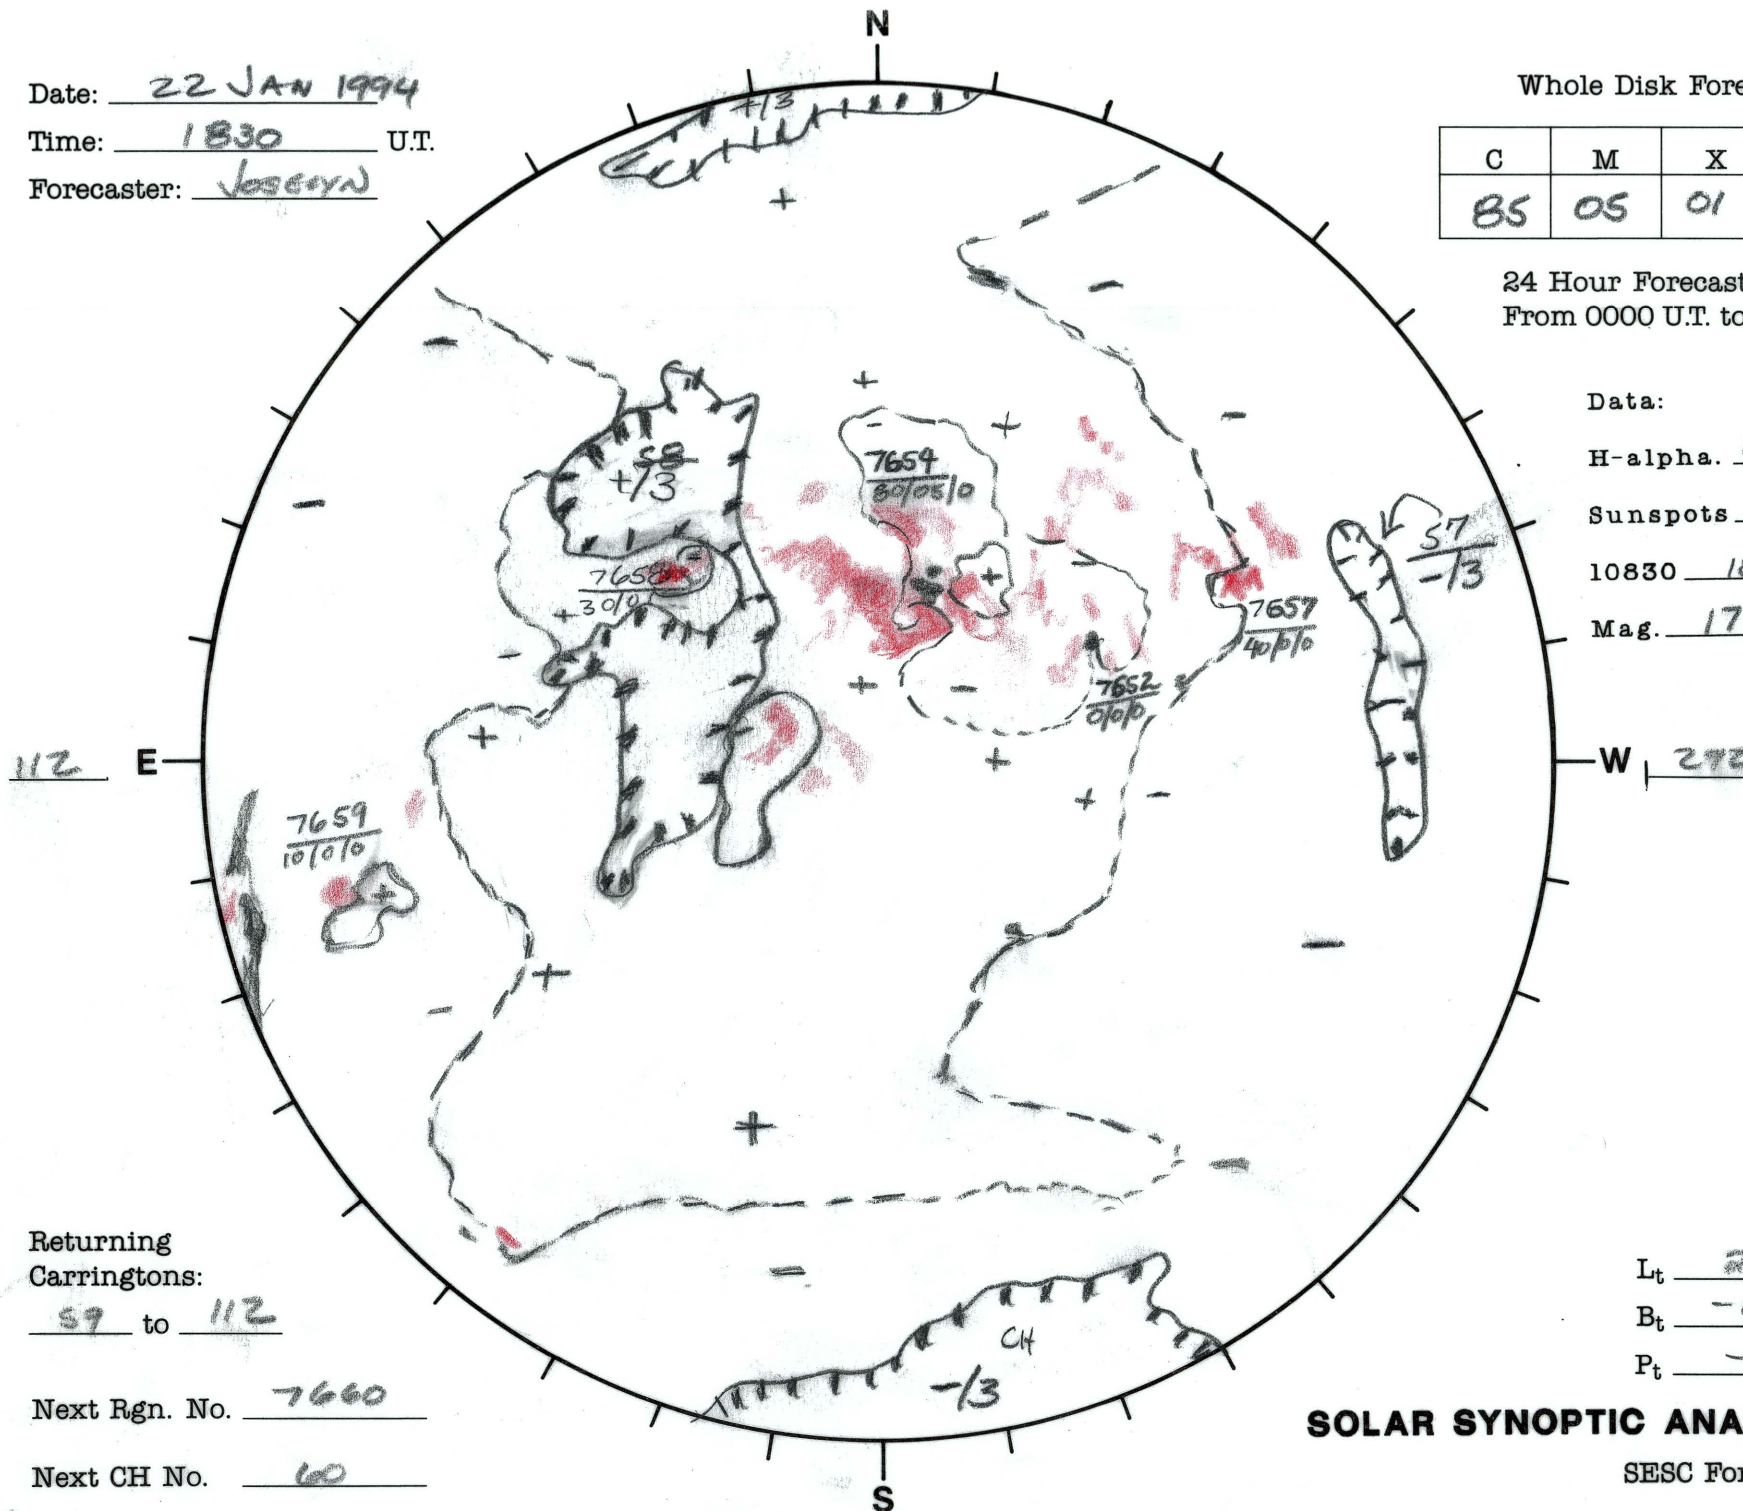 N
Date: 22 JAN 1994
Time: 1830 U.T.
Forecaster: JOSELYN
Whole Disk Fore
C M X
85 05 01
24 Hour Forecast
From 0000 U.T. to
Data:
H-alpha.
Sunspots
10830
Mag. 17
+/3
+
-
-
+
-
+
-
-
58
+/3
7654
80/05/0
57
-/3
-
7658
30/0/
+
+
7657
40/0/0
-
+
-
7652
0/0/0
+
+
112 E
W
+
-
7659
10/0/0
+
-
+
-
+
-
-
CH
-/3
Returning
Carringtons:
59 to 112
Next Rgn. No. 7660
Next CH No. 60
Lt
Bt -
Pt -
SOLAR SYNOPTIC ANA
SESC For
S